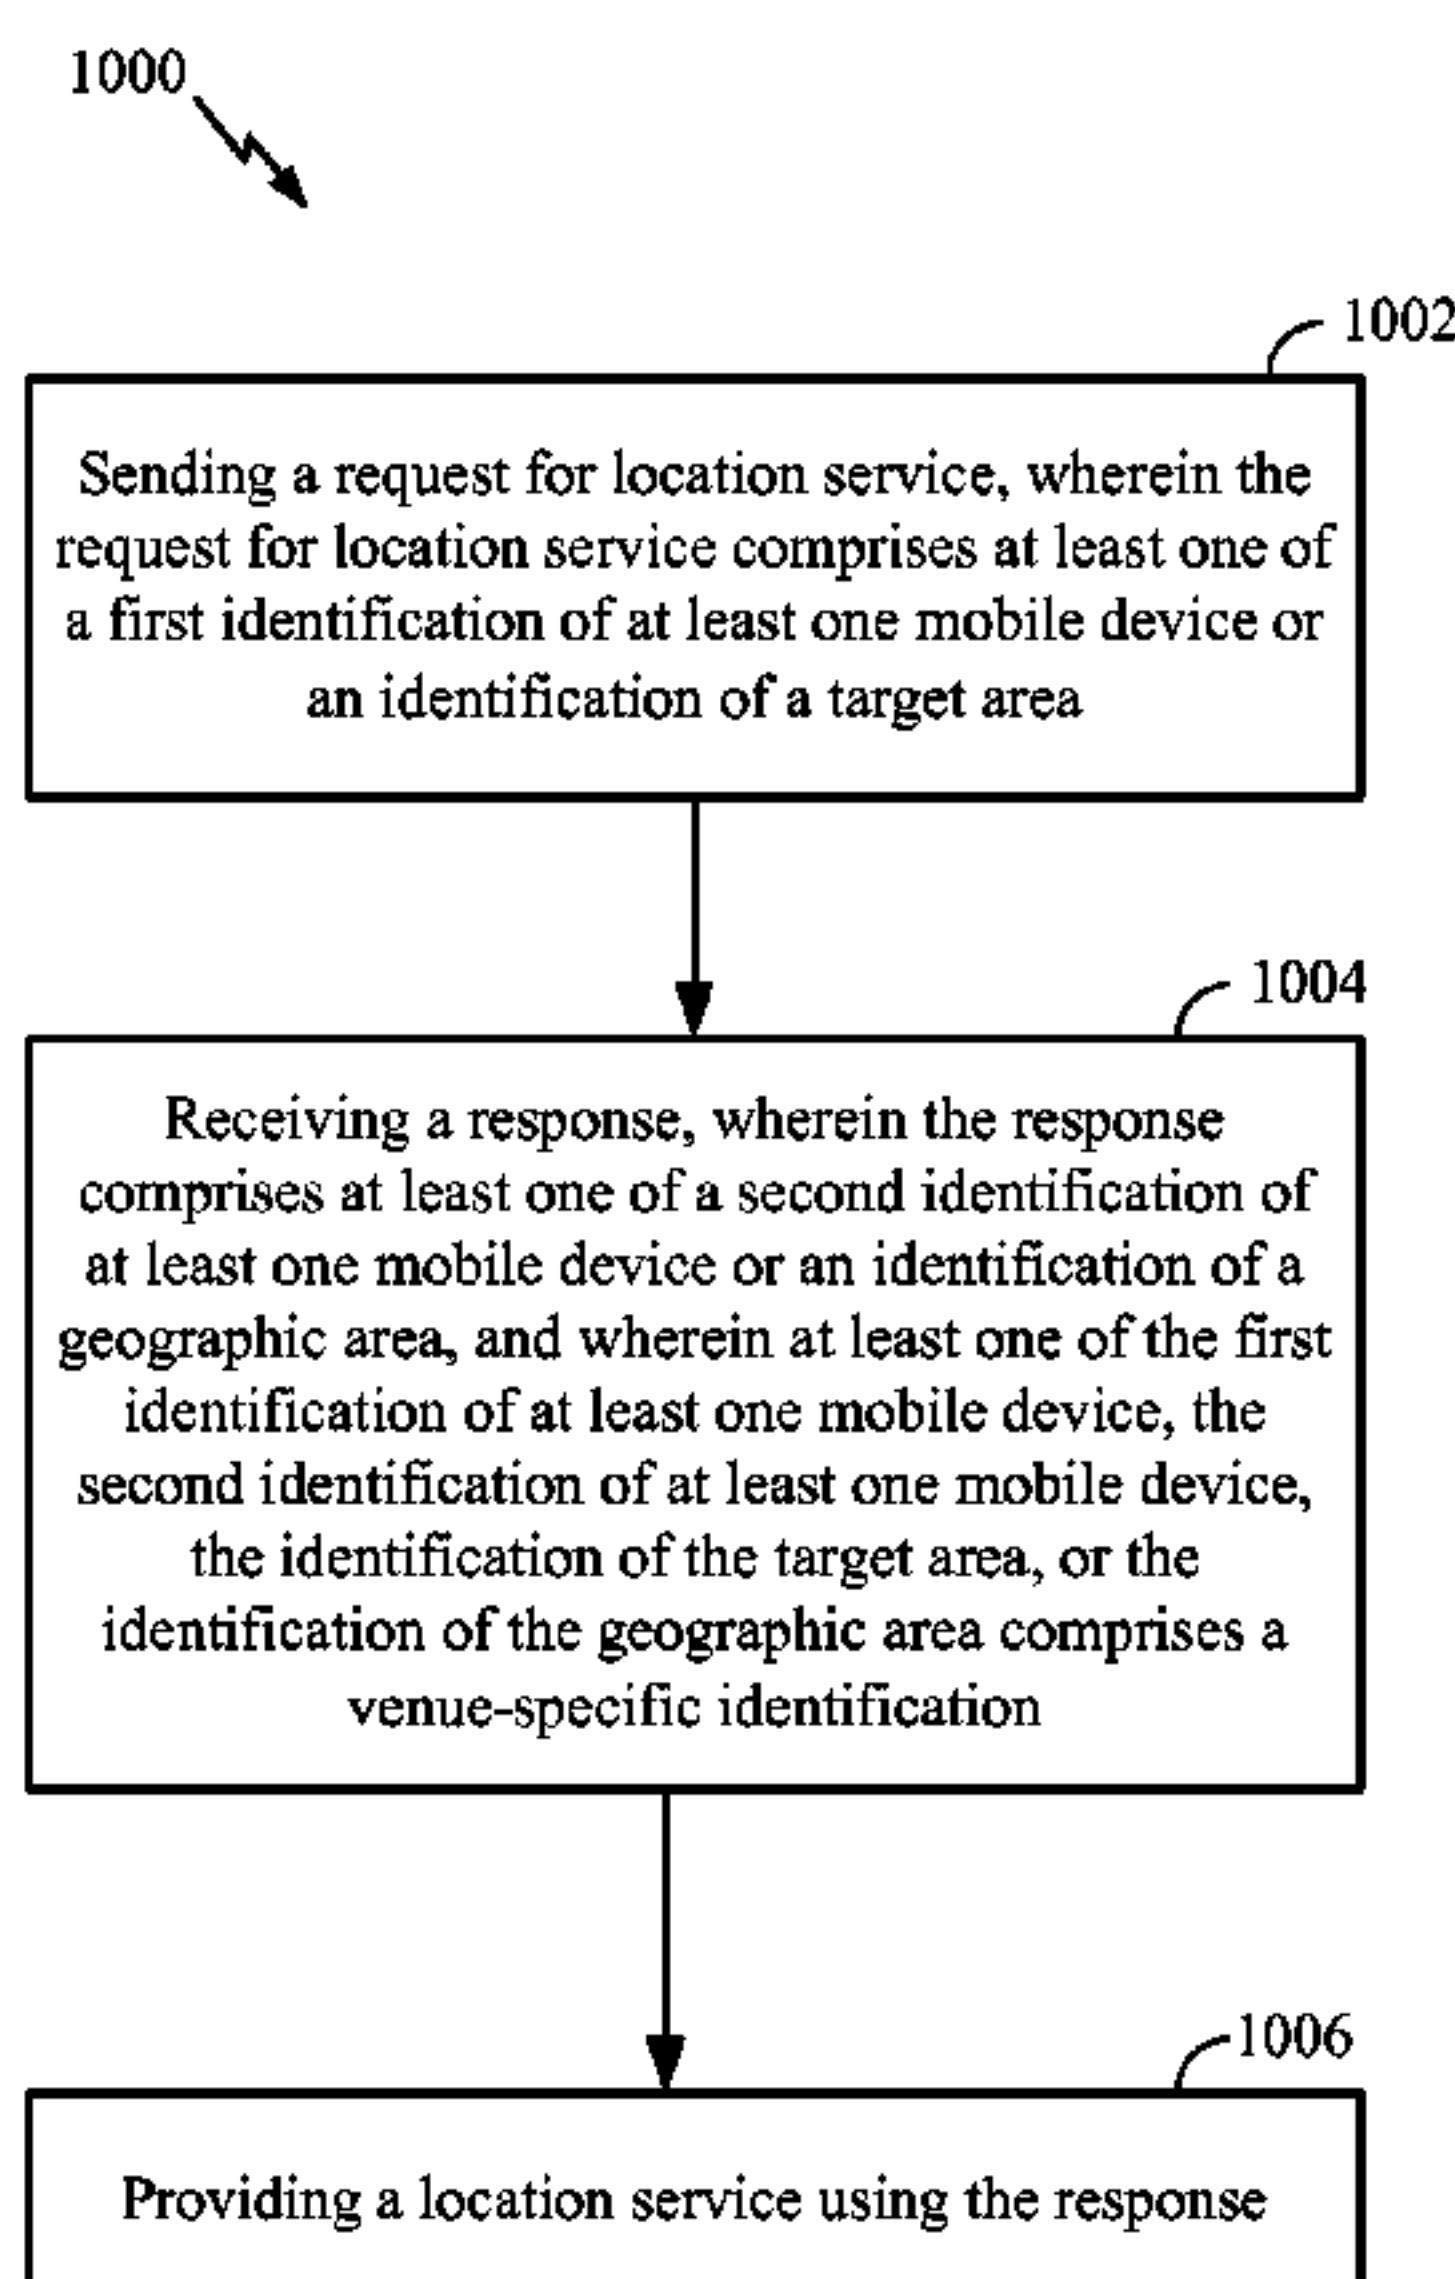 1000
1002
Sending a request for location service, wherein the
request for location service comprises at least one of
a first identification of at least one mobile device or
an identification of a target area
1004
Receiving a response, wherein the response
comprises at least one of a second identification of
at least one mobile device or an identification of a
geographic area, and wherein at least one of the first
identification of at least one mobile device, the
second identification of at least one mobile device,
the identification of the target area, or the
identification of the geographic area comprises a
venue-specific identification
1006
Providing a location service using the response